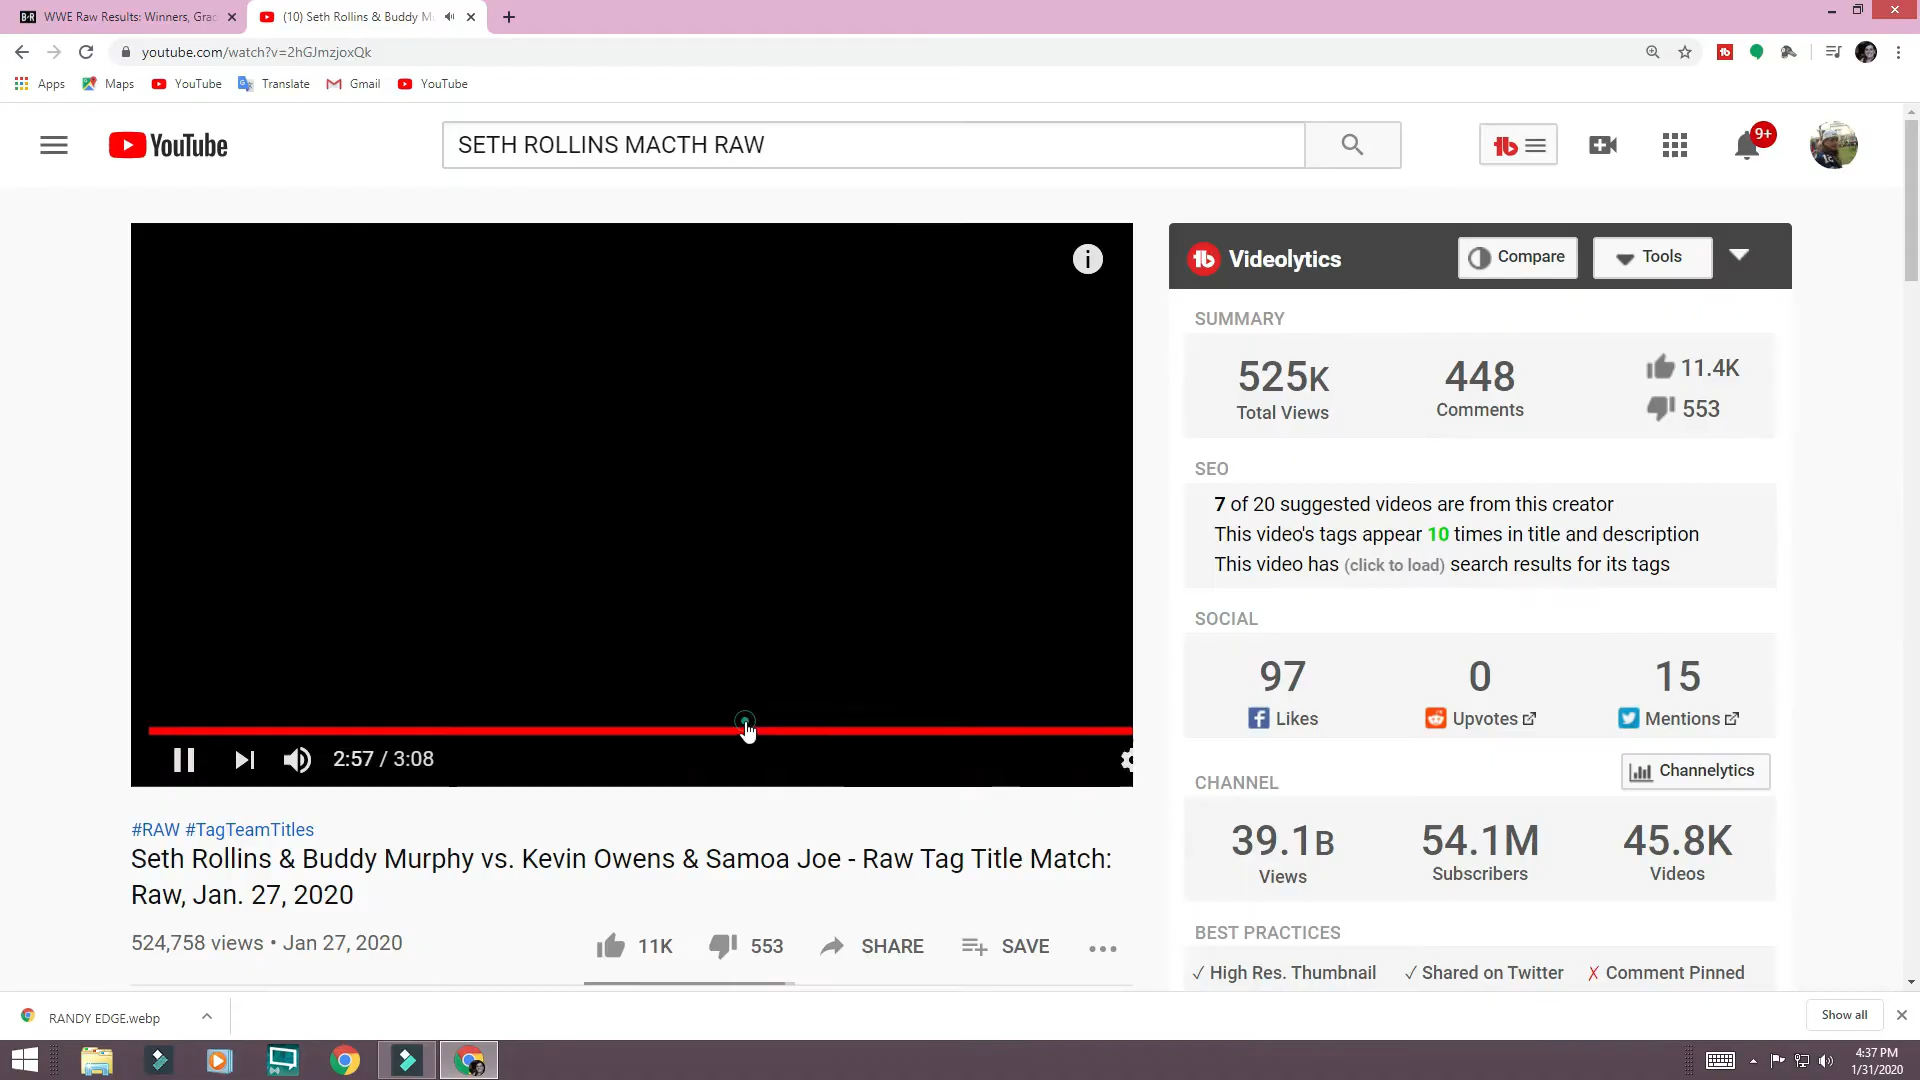 B/R WWE Raw Results: Winners, Grac
(10) Seth Rollins & Buddy M
youtube.com/watch?v=2hGJmzjoxQk
Apps Maps YouTube Translate Gmail YouTube
YouTube
SETH ROLLINS MACTH RAW
9+
Videolytics Compare Tools
SUMMARY
525K 448 11.4K
Total Views Comments 553
SEO
7 of 20 suggested videos are from this creator
This video's tags appear 10 times in title and description
This video has (click to load) search results for its tags
SOCIAL
97 0 15
Likes Upvotes Mentions
2:57 / 3:08
CHANNEL Channelytics
39.1B 54.1M 45.8K
Views Subscribers Videos
#RAW #TagTeamTitles
Seth Rollins & Buddy Murphy vs. Kevin Owens & Samoa Joe - Raw Tag Title Match:
Raw, Jan. 27, 2020
524,758 views • Jan 27, 2020 11K 553 SHARE SAVE
BEST PRACTICES
✓ High Res. Thumbnail ✓ Shared on Twitter ✗ Comment Pinned
RANDY EDGE.webp Show all
4:37 PM
1/31/2020